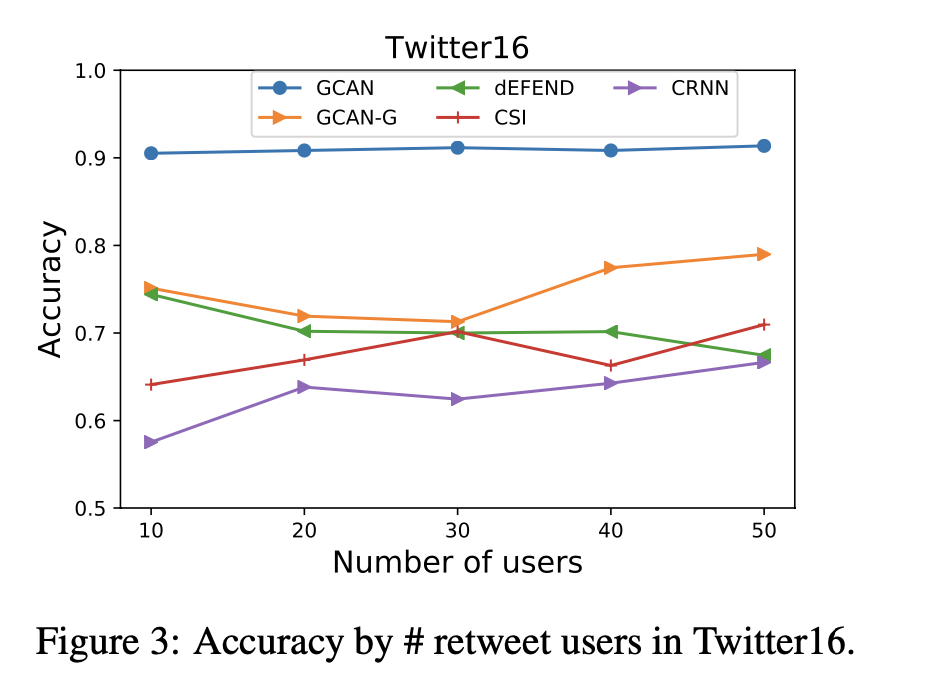 Twitter16
GCAN dEFEND CRNN
GCAN-G CSI
1.0
0.9
0.8
0.7
0.6
0.5
Accuracy
10 20 30 40 50
Number of users
Figure 3: Accuracy by # retweet users in Twitter16.